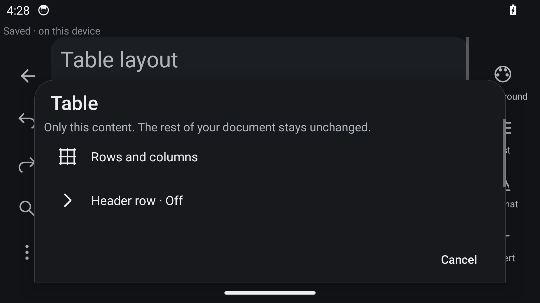 4:28
Saved · on this device
Table layout
Table
Only this content. The rest of your document stays unchanged.
Rows and columns
Header row · Off
Cancel